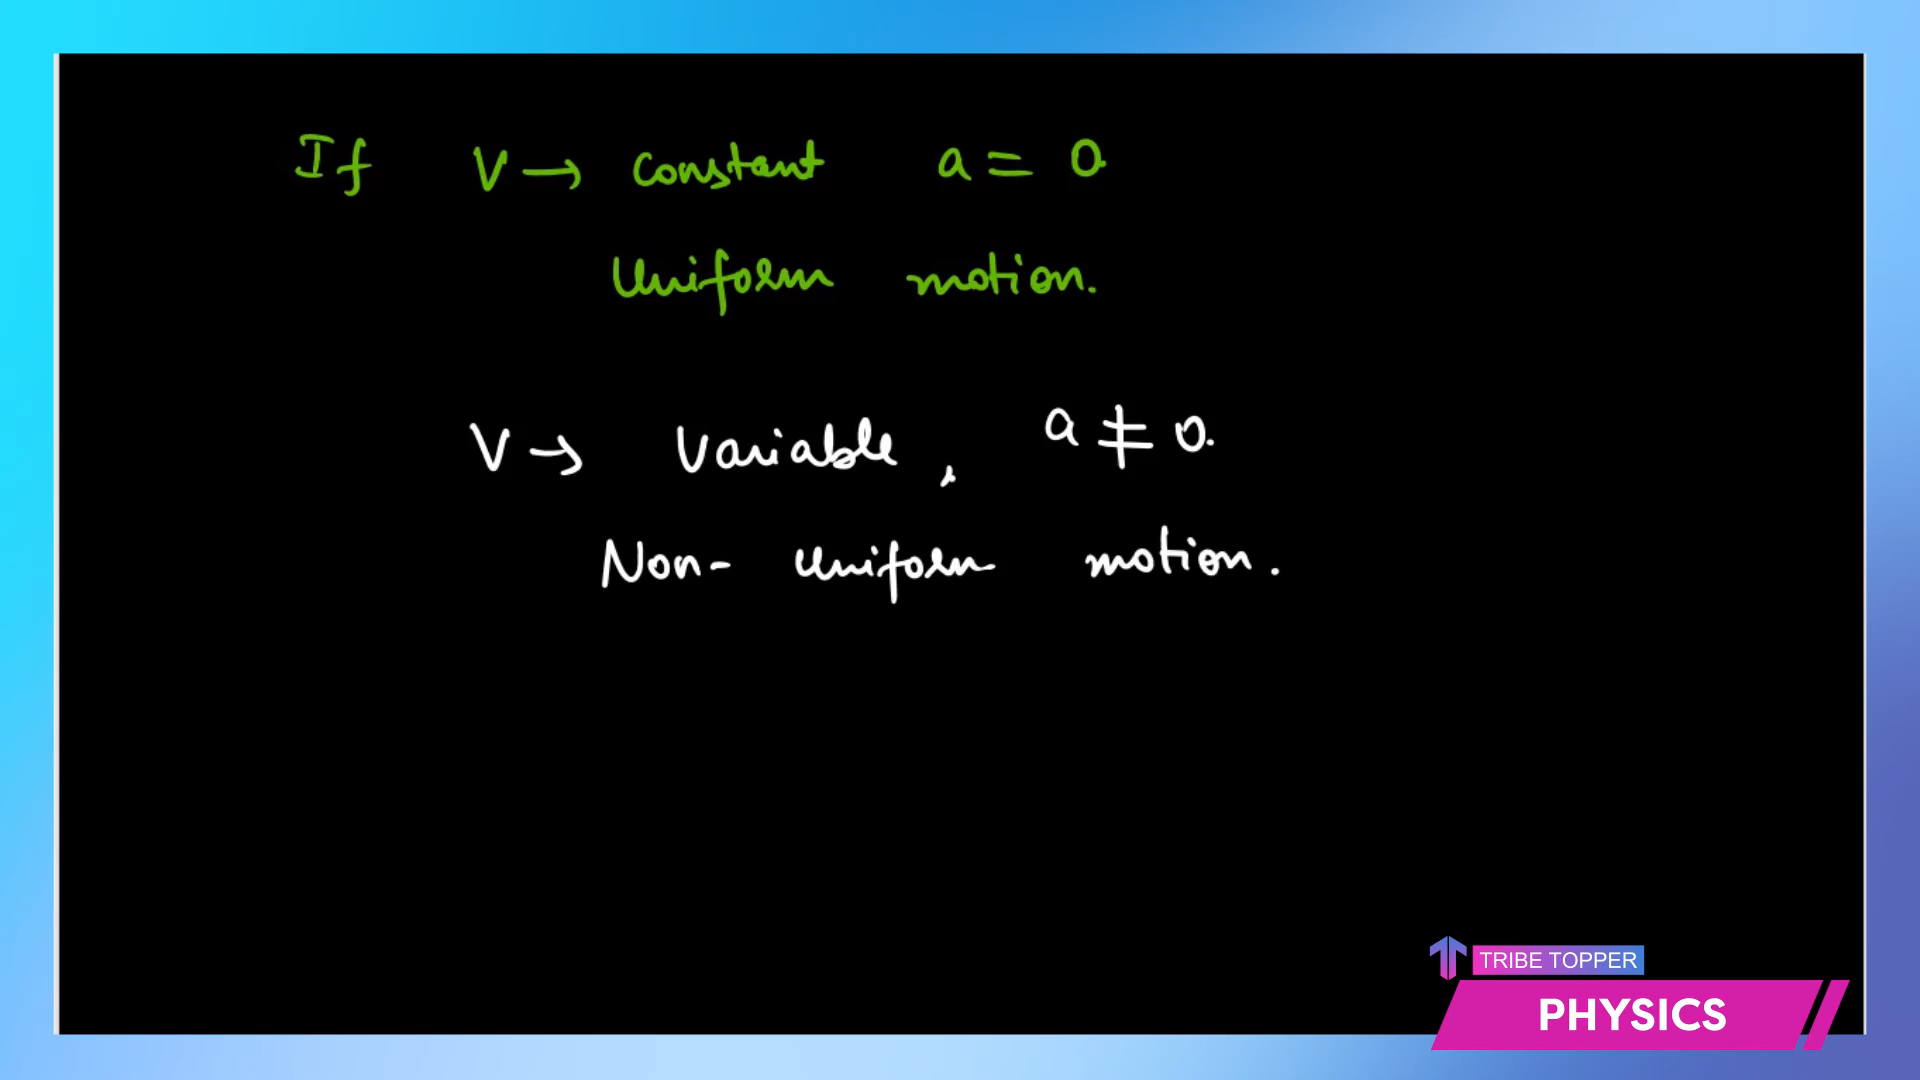 If V → constant a = 0
Uniform motion.
V → Variable, a ≠ 0.
Non- uniform motion.
TRIBE TOPPER
PHYSICS